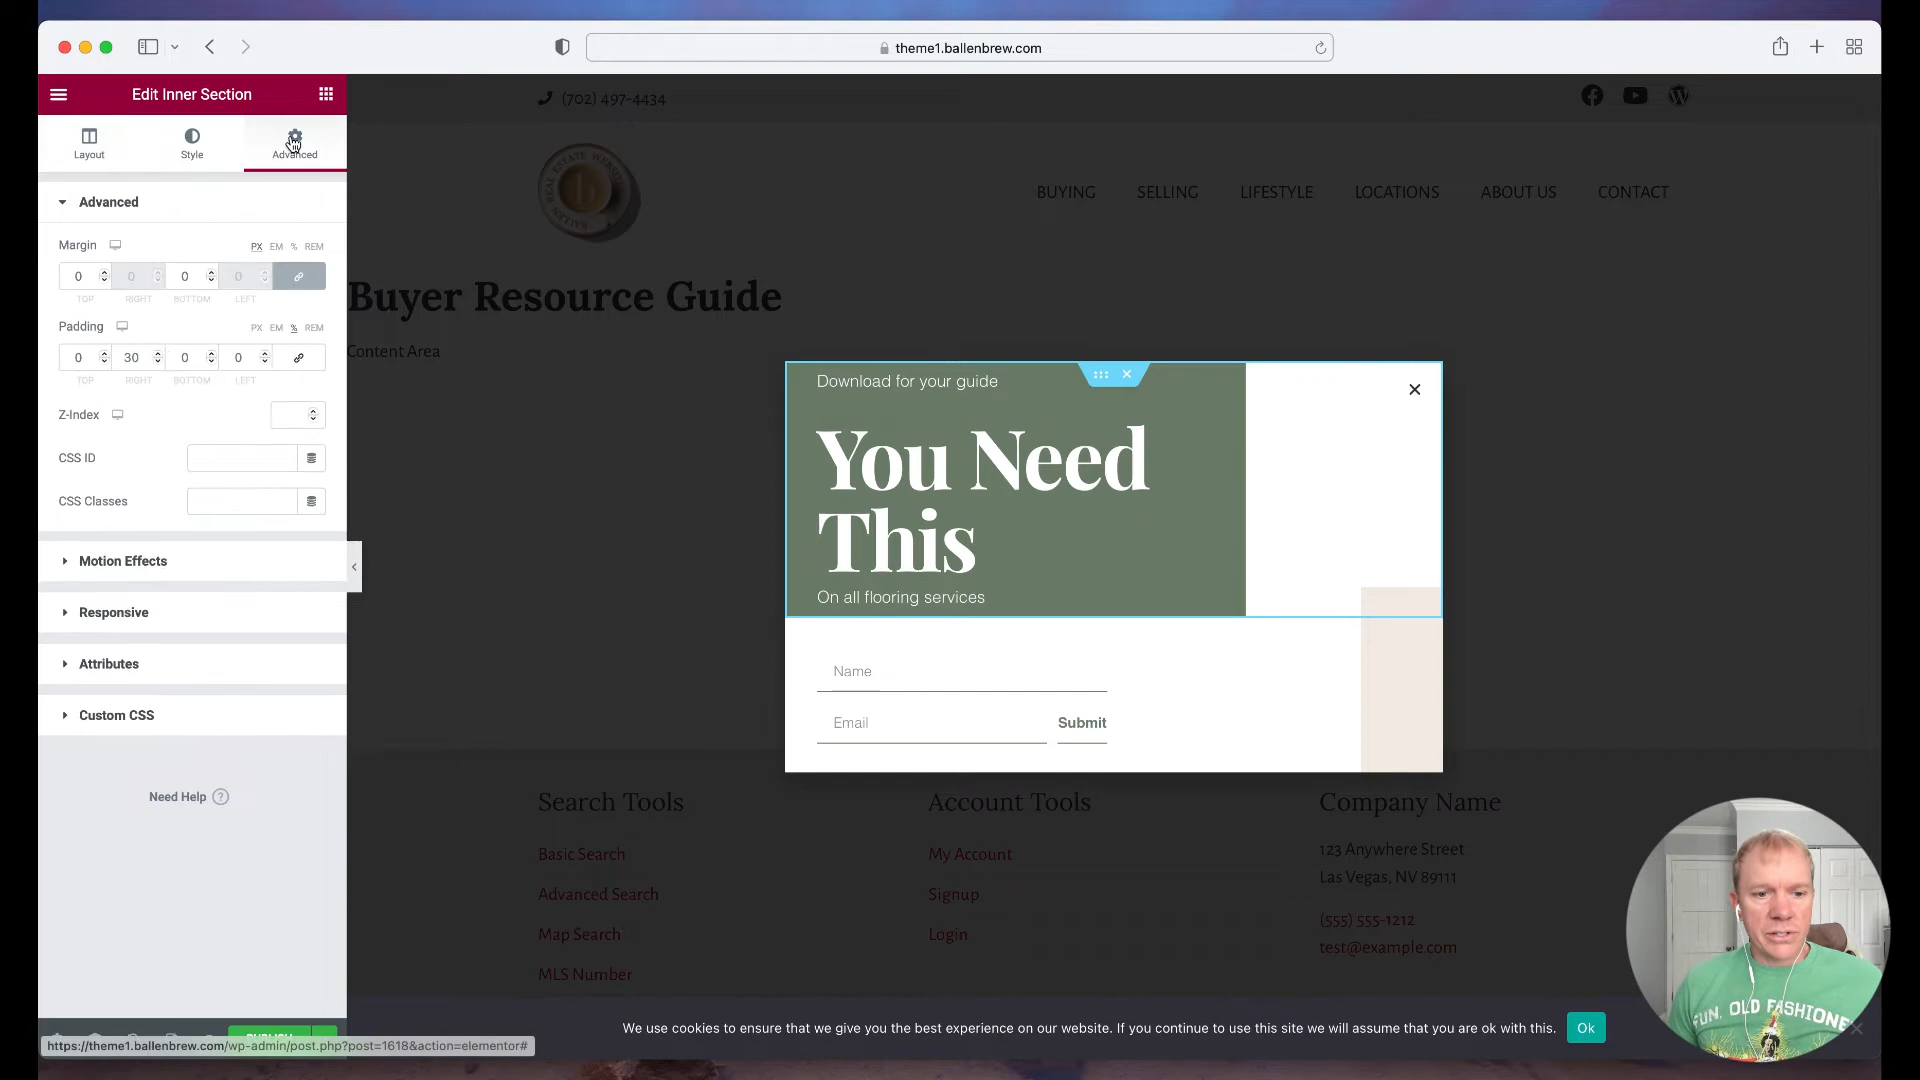 theme1.ballenbrew.com
Edit Inner Section
Layout
Style
Advanced
Advanced
Margin
PX EM % REM
0 0 0 0
TOP RIGHT BOTTOM LEFT
Padding
PX EM % REM
0 30 0 0
TOP RIGHT BOTTOM LEFT
Z-Index
CSS ID
CSS Classes
Motion Effects
Responsive
Attributes
Custom CSS
Need Help ?
https://theme1.ballenbrew.com/wp-admin/post.php?post=1618&action=elementor#
(702) 497-4434
BALLEN REAL ESTATE WEBSITE
b
BUYING
SELLING
LIFESTYLE
LOCATIONS
ABOUT US
CONTACT
Buyer Resource Guide
Content Area
Download for your guide
You Need
This
On all flooring services
Name
Email
Submit
Search Tools
Basic Search
Advanced Search
Map Search
MLS Number
Account Tools
My Account
Signup
Login
Company Name
123 Anywhere Street
Las Vegas, NV 89111
(555) 555-1212
test@example.com
We use cookies to ensure that we give you the best experience on our website. If you continue to use this site we will assume that you are ok with this.
Ok
FUN. OLD FASHIONE